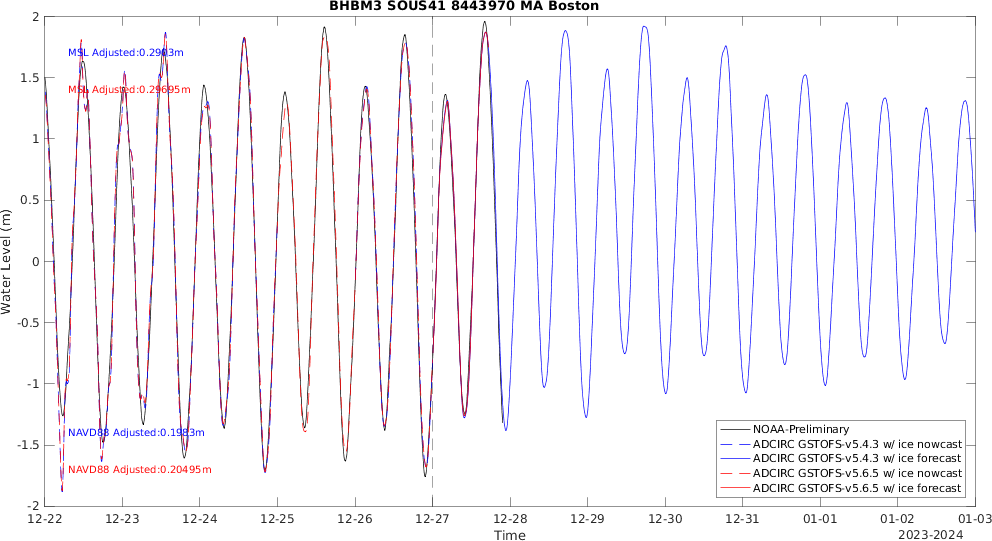 BHBM3 SOUS41 8443970 MA Boston
2
1.5
1
0.5
0
-0.5
-1
-1.5
-2
Water Level (m)
MSL Adjusted:0.2903m
MSL Adjusted:0.29695m
NAVD88 Adjusted:0.1983m
NAVD88 Adjusted:0.20495m
NOAA-Preliminary
ADCIRC GSTOFS-v5.4.3 w/ ice nowcast
ADCIRC GSTOFS-v5.4.3 w/ ice forecast
ADCIRC GSTOFS-v5.6.5 w/ ice nowcast
ADCIRC GSTOFS-v5.6.5 w/ ice forecast
12-22 12-23 12-24 12-25 12-26 12-27 12-28 12-29 12-30 12-31 01-01 01-02 01-03
Time
2023-2024